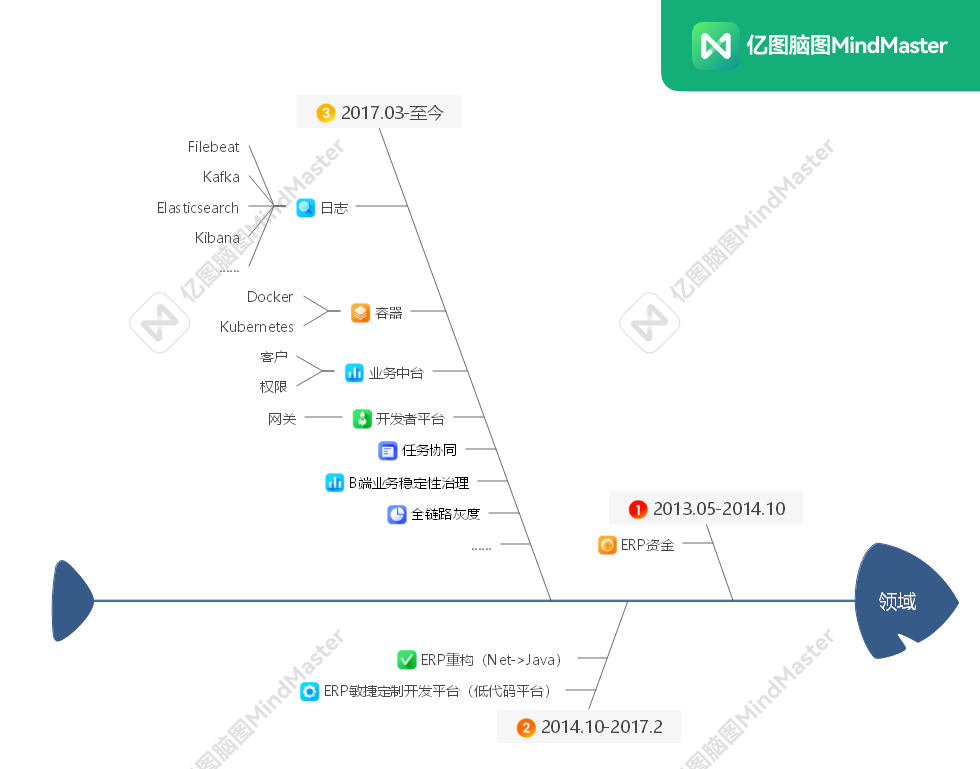 亿图脑图MindMaster
3 2017.03-至今
Filebeat
Kafka
Elasticsearch
Kibana
......
日志
Docker
Kubernetes
容器
客户
权限
业务中台
网关
开发者平台
任务协同
B端业务稳定性治理
全链路灰度
......
1 2013.05-2014.10
ERP资金
领域
ERP重构（Net->Java）
ERP敏捷定制开发平台（低代码平台）
2 2014.10-2017.2
亿图脑图MindMaster
亿图脑图MindMaster
亿图脑图MindMaster
亿图脑图MindMaster